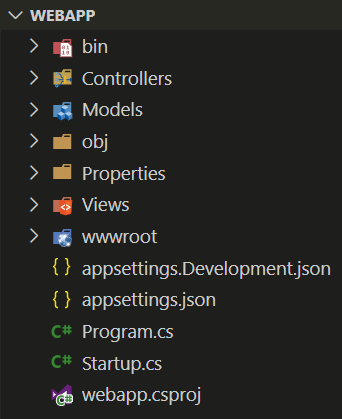 WEBAPP
bin
Controllers
Models
obj
Properties
Views
wwwroot
{ } appsettings.Development.json
{ } appsettings.json
C# Program.cs
C# Startup.cs
webapp.csproj